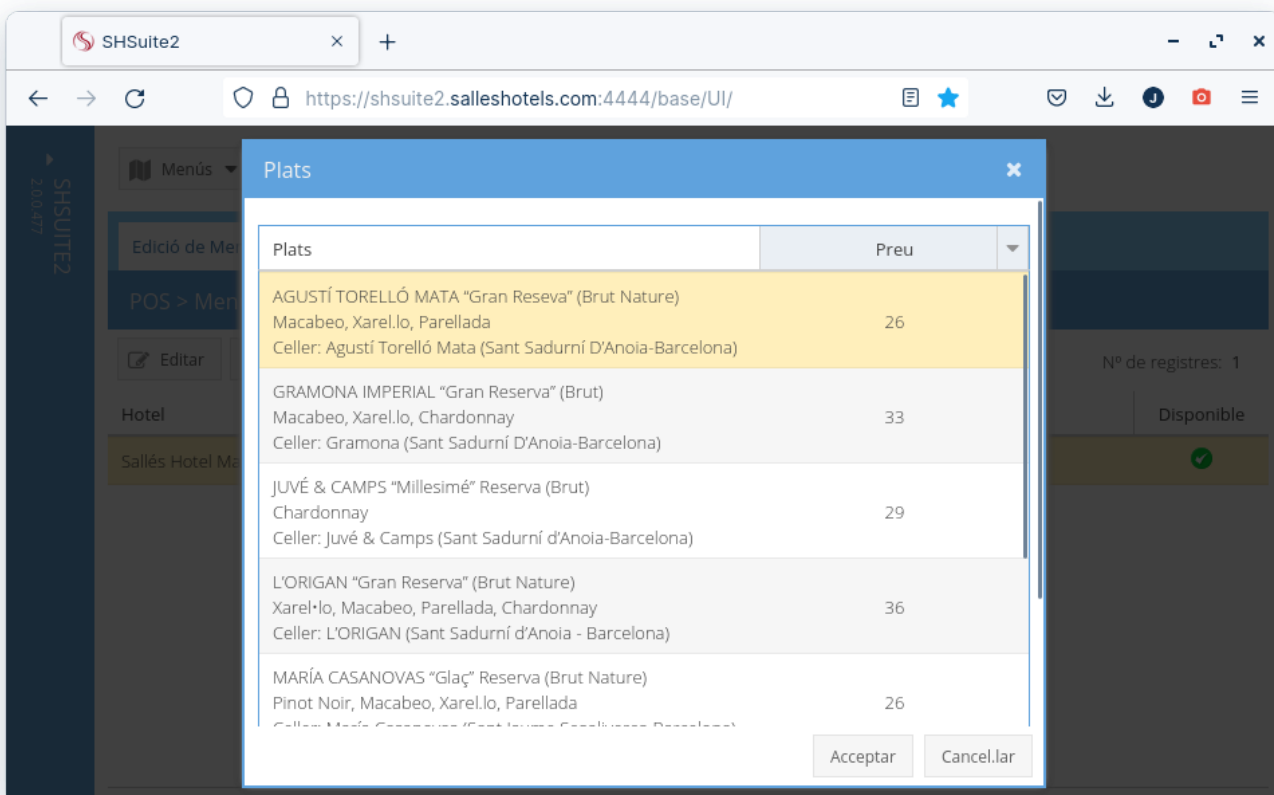 SHSuite2
https://shsuite2.salleshotels.com:4444/base/UI/
J
SHSUITE2
2.0.0.477
Menús
Plats
Edició de Me
POS > Men
Editar
Nº de registres: 1
Hotel
Disponible
Sallés Hotel Ma
Plats
Preu
AGUSTÍ TORELLÓ MATA “Gran Reseva” (Brut Nature)
Macabeo, Xarel.lo, Parellada
26
Celler: Agustí Torelló Mata (Sant Sadurní D’Anoia-Barcelona)
GRAMONA IMPERIAL “Gran Reserva” (Brut)
Macabeo, Xarel.lo, Chardonnay
33
Celler: Gramona (Sant Sadurní D’Anoia-Barcelona)
JUVÉ & CAMPS “Millesimé” Reserva (Brut)
Chardonnay
29
Celler: Juvé & Camps (Sant Sadurní d’Anoia-Barcelona)
L’ORIGAN “Gran Reserva” (Brut Nature)
Xarel•lo, Macabeo, Parellada, Chardonnay
36
Celler: L’ORIGAN (Sant Sadurní d’Anoia - Barcelona)
MARÍA CASANOVAS “Glaç” Reserva (Brut Nature)
Pinot Noir, Macabeo, Xarel.lo, Parellada
26
Acceptar
Cancel.lar